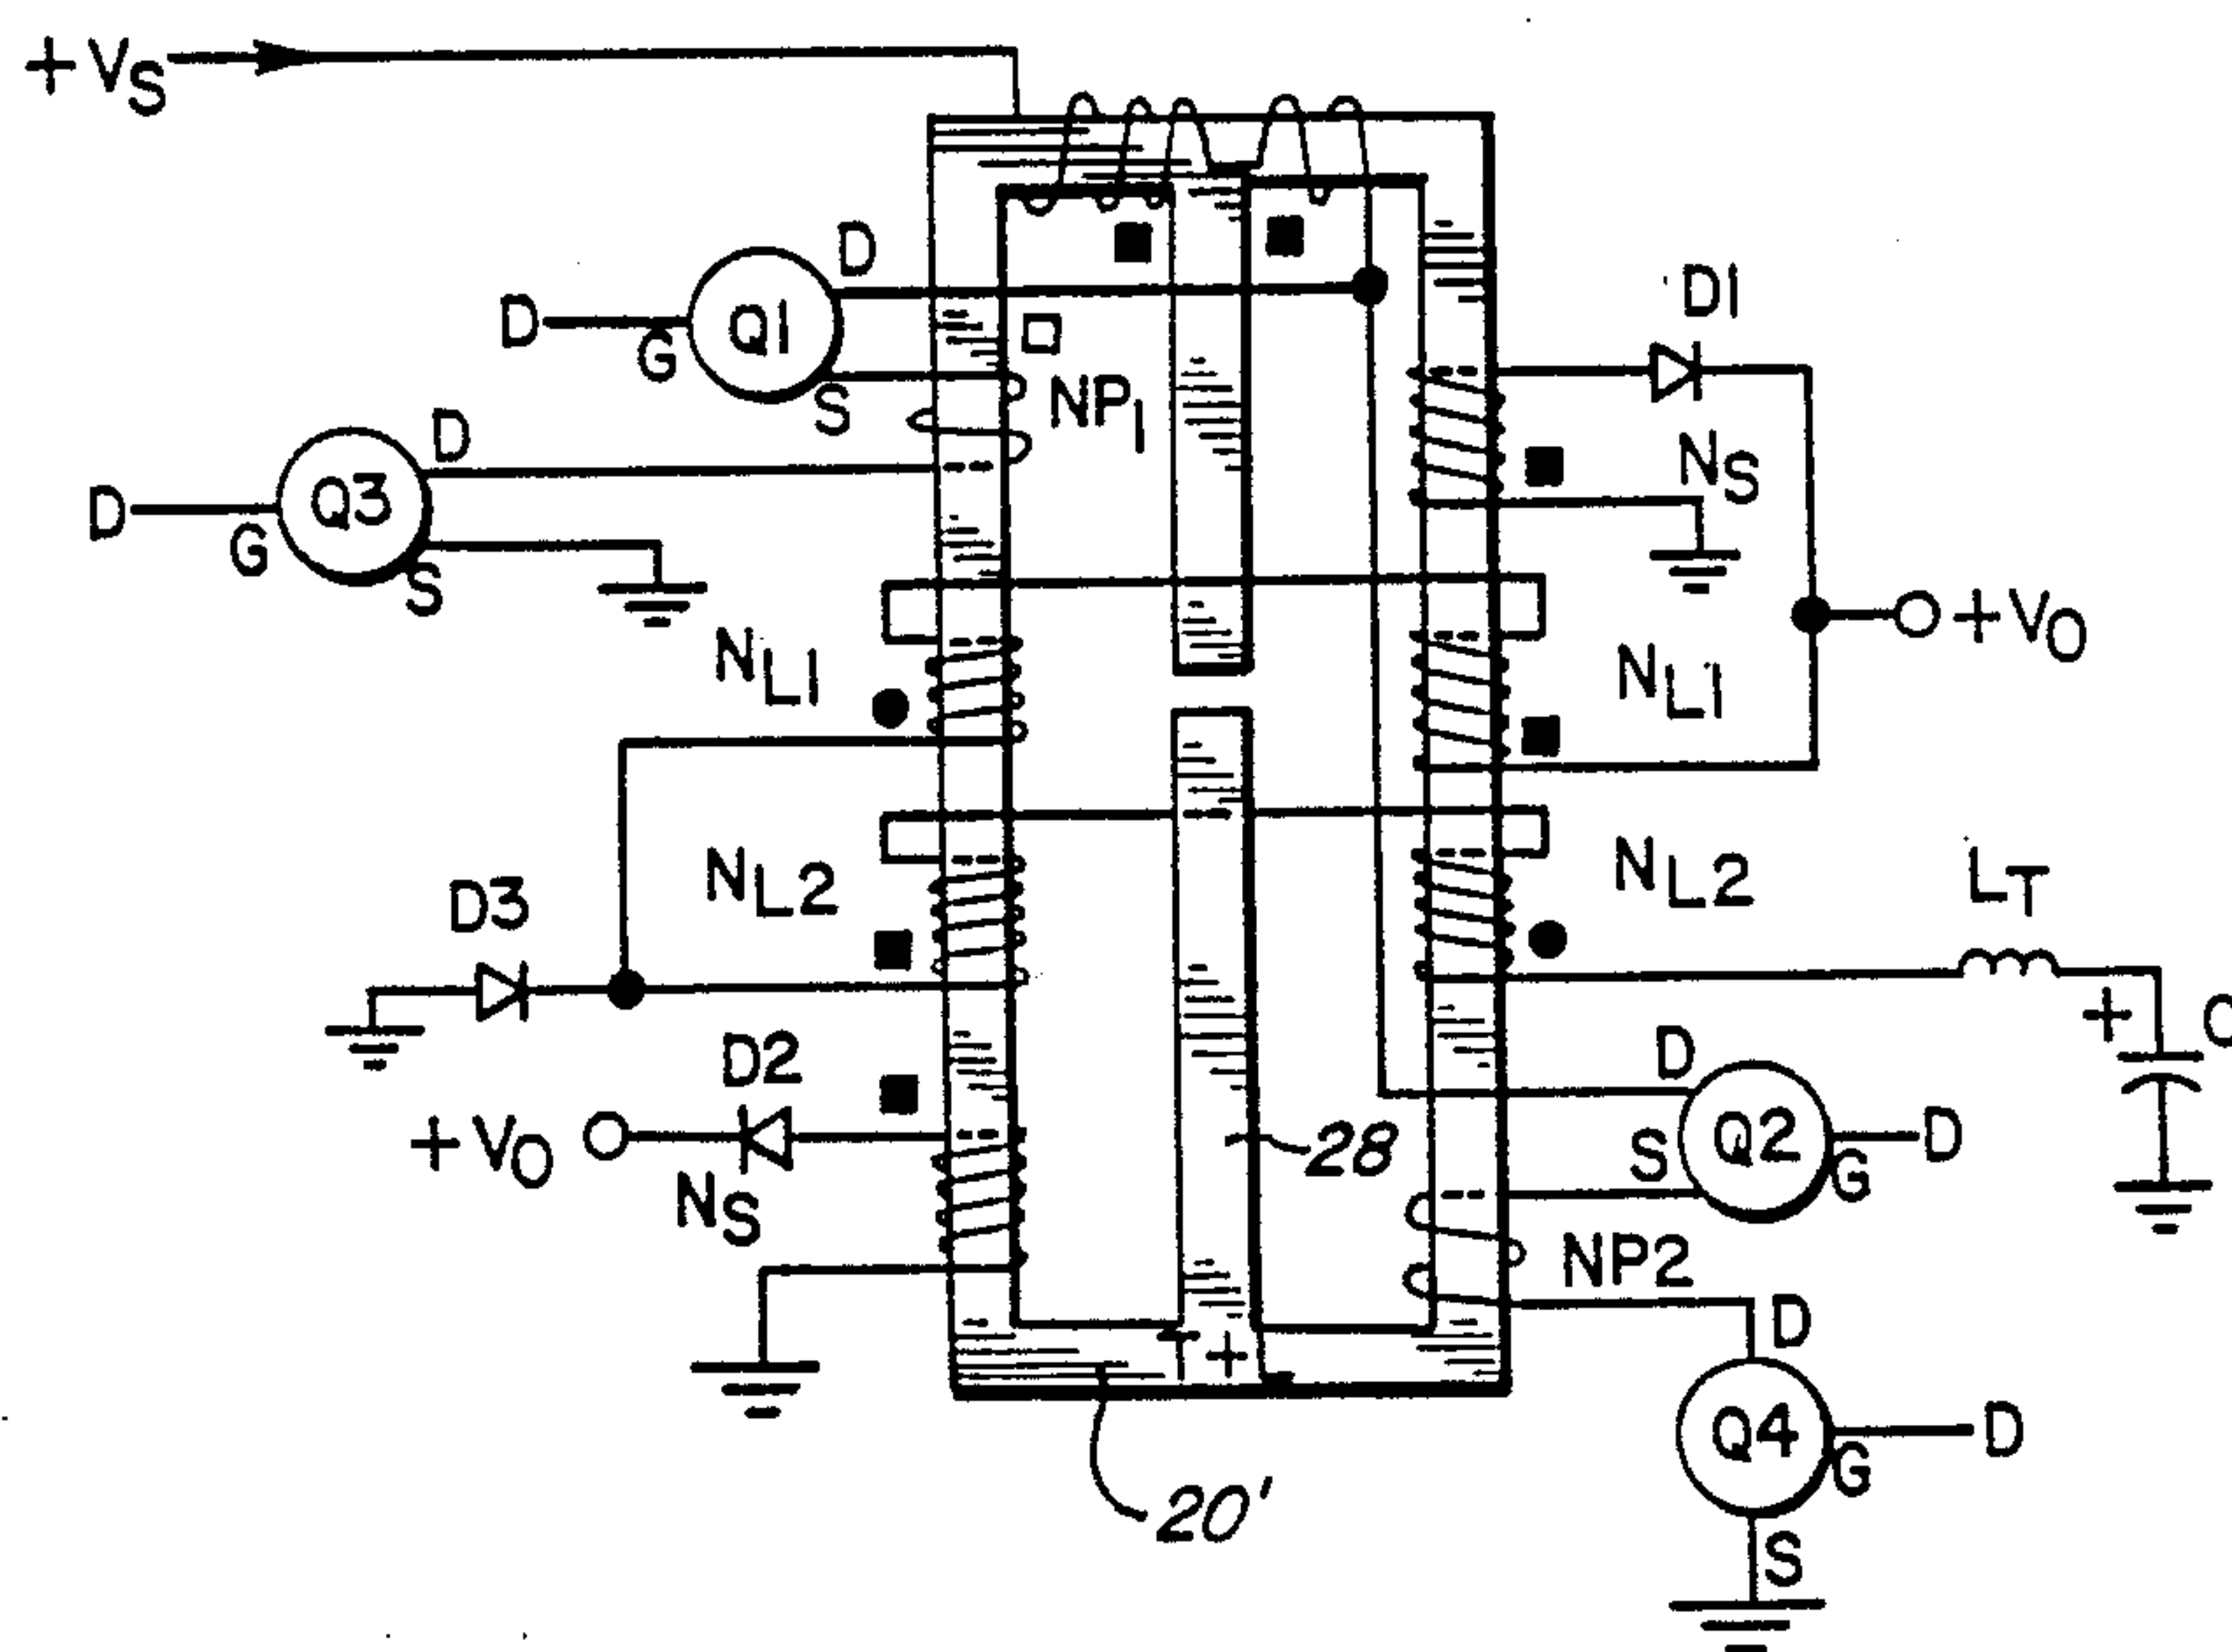 +VS
D
D
G
Q1
S
D1
NP1
NS
D
D
G
Q3
S
+VO
NL1
NL1
NL2
NL2
LT
D3
+
D2
D
+VO
28
S
Q2
D
G
NS
NP2
+
D
Q4
D
G
20'
S